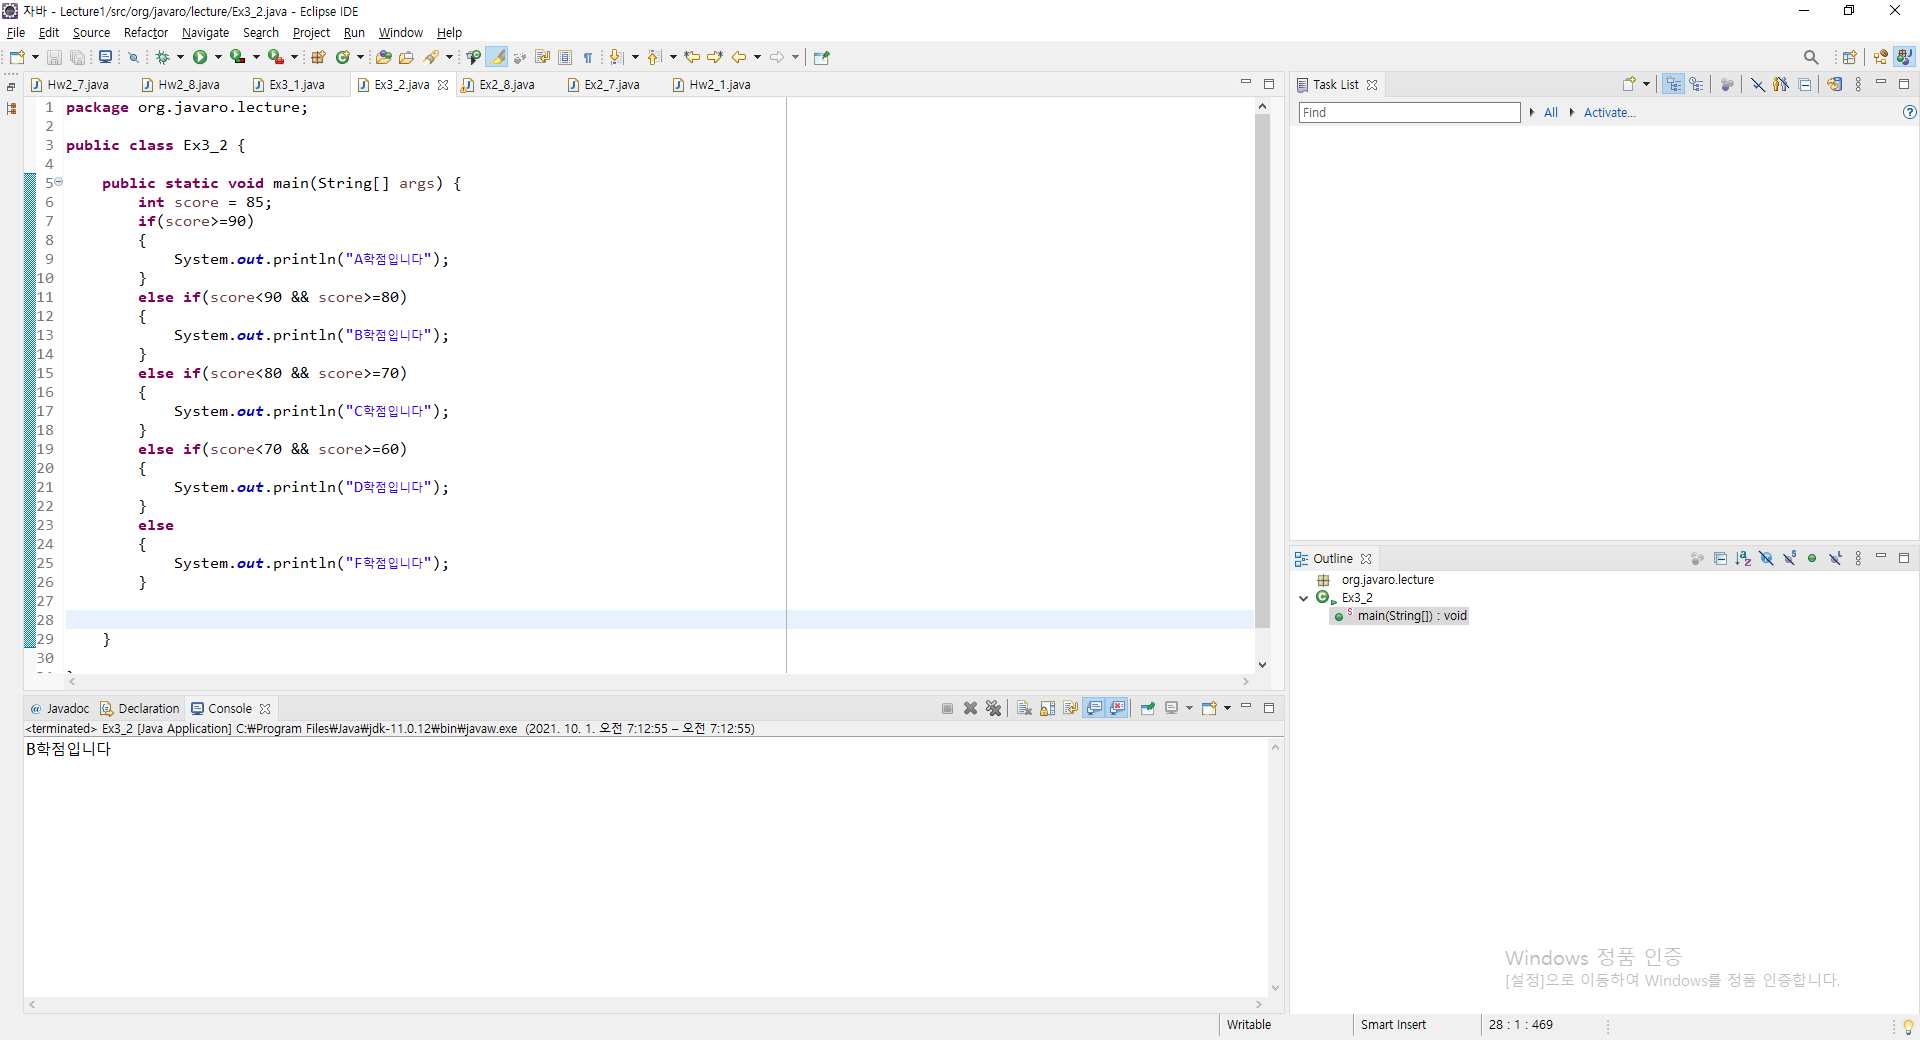 자바 - Lecture1/src/org/javaro/lecture/Ex3_2.java - Eclipse IDE
File Edit Source Refactor Navigate Search Project Run Window Help
Hw2_7.java Hw2_8.java Ex3_1.java Ex3_2.java Ex2_8.java Ex2_7.java Hw2_1.java
1 package org.javaro.lecture;
2
3 public class Ex3_2 {
4
5 public static void main(String[] args) {
6 int score = 85;
7 if(score>=90)
8 {
9 System.out.println("A학점입니다");
10 }
11 else if(score<90 && score>=80)
12 {
13 System.out.println("B학점입니다");
14 }
15 else if(score<80 && score>=70)
16 {
17 System.out.println("C학점입니다");
18 }
19 else if(score<70 && score>=60)
20 {
21 System.out.println("D학점입니다");
22 }
23 else
24 {
25 System.out.println("F학점입니다");
26 }
27
28
29 }
30
Task List
Find All Activate...
Outline
org.javaro.lecture
Ex3_2
main(String[]) : void
Javadoc Declaration Console
<terminated> Ex3_2 [Java Application] C:₩Program Files₩Java₩jdk-11.0.12₩bin₩javaw.exe (2021. 10. 1. 오전 7:12:55 – 오전 7:12:55)
B학점입니다
Windows 정품 인증
[설정]으로 이동하여 Windows를 정품 인증합니다.
Writable Smart Insert 28 : 1 : 469